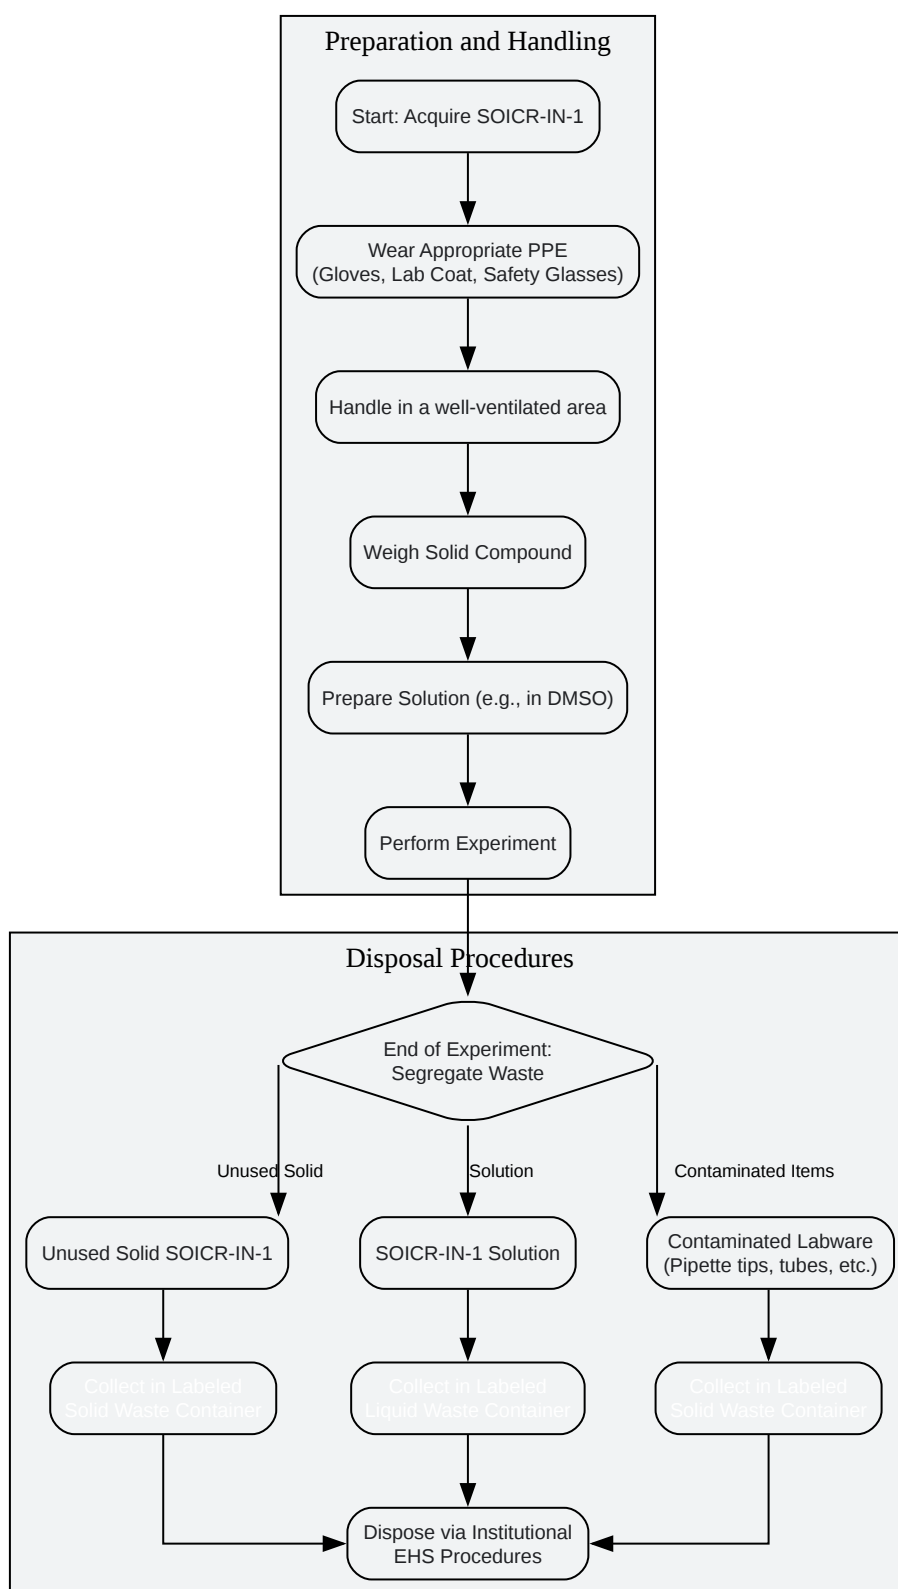 Preparation and Handling
Start: Acquire SOICR-IN-1
Wear Appropriate PPE
(Gloves, Lab Coat, Safety Glasses)
Handle in a well-ventilated area
Weigh Solid Compound
Prepare Solution (e.g., in DMSO)
Perform Experiment
Disposal Procedures
End of Experiment:
Segregate Waste
Unused Solid
Solution
Contaminated Items
Unused Solid SOICR-IN-1
SOICR-IN-1 Solution
Contaminated Labware
(Pipette tips, tubes, etc.)
Collect in Labeled
Solid Waste Container
Collect in Labeled
Liquid Waste Container
Collect in Labeled
Solid Waste Container
Dispose via Institutional
EHS Procedures